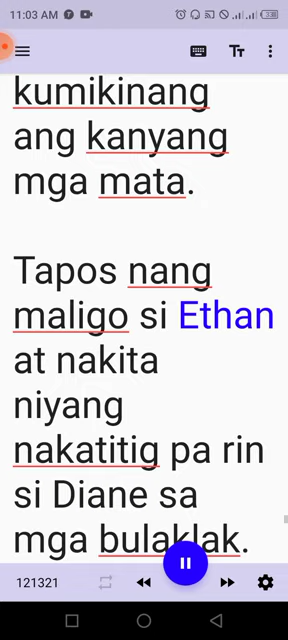 11:03 AM
kumikinang
ang kanyang
mga mata.
Tapos nang
maligo si Ethan
at nakita
niyang
nakatitig pa rin
si Diane sa
mga bulaklak.
121321